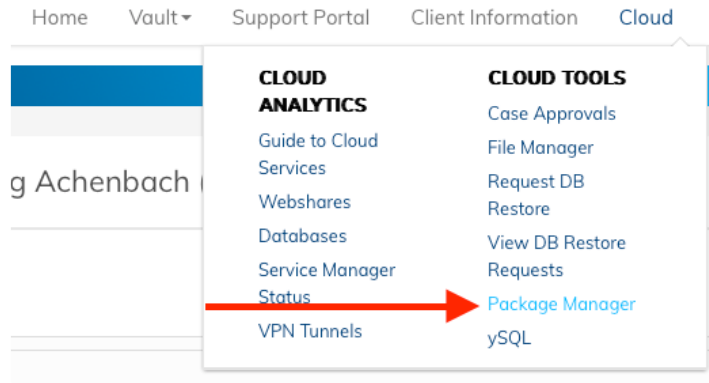 Home Vault Support Portal Client Information Cloud
g Achenbach (
CLOUD
ANALYTICS
Guide to Cloud
Services
Webshares
Databases
Service Manager
Status
VPN Tunnels
CLOUD TOOLS
Case Approvals
File Manager
Request DB
Restore
View DB Restore
Requests
Package Manager
ySQL